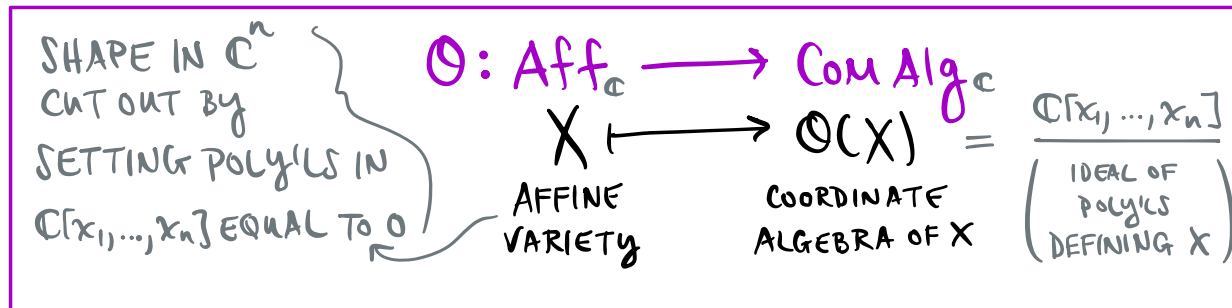 SHAPE IN ℂⁿ
CUT OUT BY
SETTING POLY'LS IN
ℂ[x₁,...,xₙ] EQUAL TO 0
𝒪: Aff_ℂ ⟶ ComAlg_ℂ
X ⟼ 𝒪(X) = ℂ[x₁,...,xₙ]
AFFINE
VARIETY
COORDINATE
ALGEBRA OF X
(IDEAL OF
POLY'LS
DEFINING X)